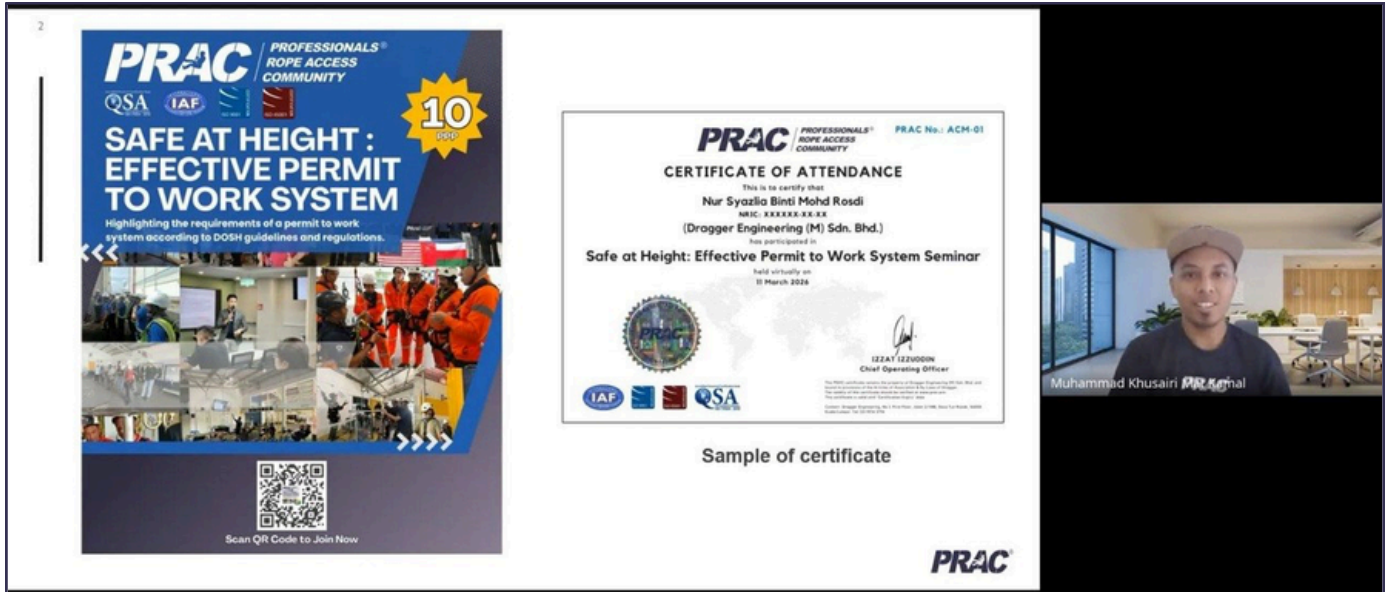 2
PRAC
PROFESSIONALS®
ROPE ACCESS
COMMUNITY
QSA
IAF
10
PPP
SAFE AT HEIGHT :
EFFECTIVE PERMIT
TO WORK SYSTEM
Highlighting the requirements of a permit to work
system according to DOSH guidelines and regulations.
Scan QR Code to Join Now
PRAC
PROFESSIONALS®
ROPE ACCESS
COMMUNITY
PRAC No.: ACM-01
CERTIFICATE OF ATTENDANCE
This is to certify that
Nur Syazlia Binti Mohd Rosdi
NRIC: XXXXXX-XX-XX
(Dragger Engineering (M) Sdn. Bhd.)
has participated in
Safe at Height: Effective Permit to Work System Seminar
held virtually on
11 March 2026
PRAC
IZZAT IZZUDDIN
Chief Operating Officer
IAF
QSA
Sample of certificate
PRAC®
Muhammad Khusairi Mat Kamal